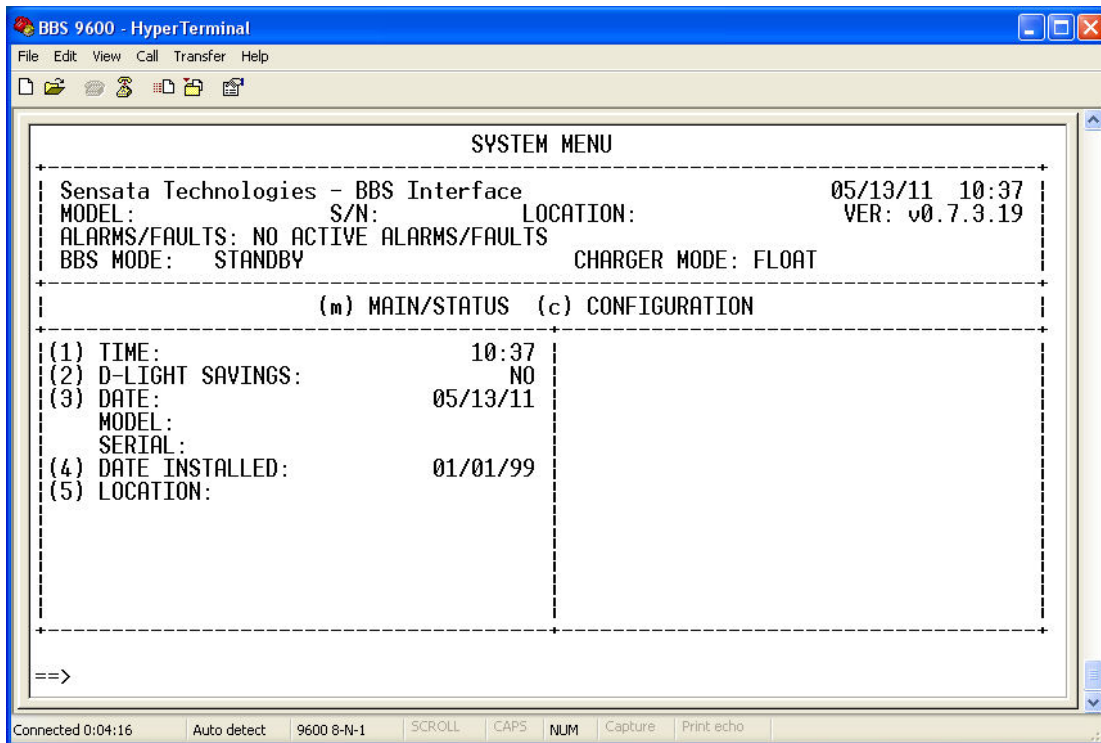 BBS 9600 - HyperTerminal
File Edit View Call Transfer Help
SYSTEM MENU
Sensata Technologies - BBS Interface 05/13/11 10:37
MODEL: S/N: LOCATION: VER: v0.7.3.19
ALARMS/FAULTS: NO ACTIVE ALARMS/FAULTS
BBS MODE: STANDBY CHARGER MODE: FLOAT
(m) MAIN/STATUS (c) CONFIGURATION
(1) TIME: 10:37
(2) D-LIGHT SAVINGS: NO
(3) DATE: 05/13/11
MODEL:
SERIAL:
(4) DATE INSTALLED: 01/01/99
(5) LOCATION:
==>
Connected 0:04:16 Auto detect 9600 8-N-1 SCROLL CAPS NUM Capture Print echo